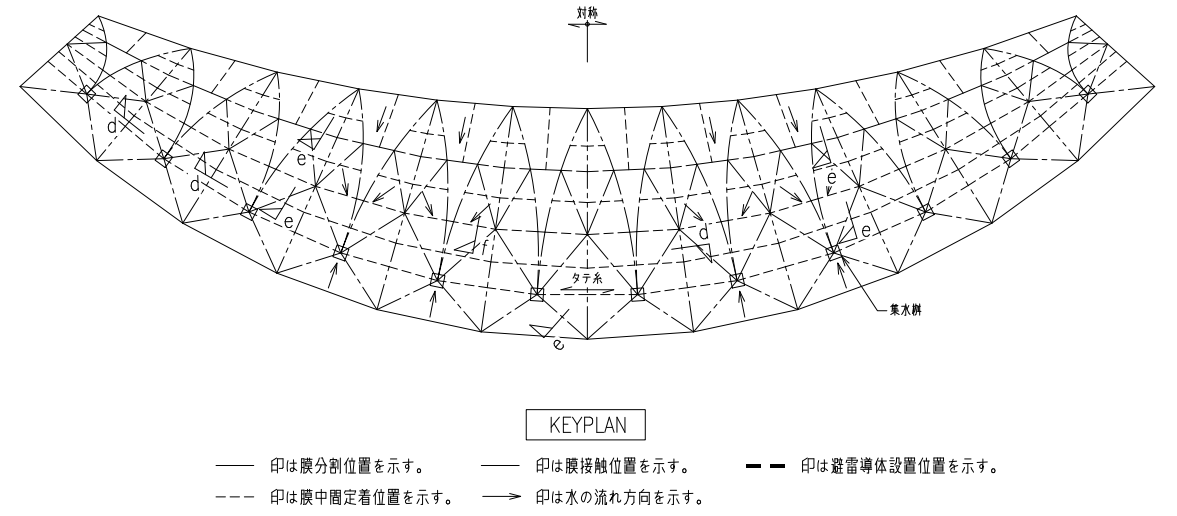 対称
d
d
e
e
f
d
e
e
タテ糸
e
集水桝
KEYPLAN
印は膜分割位置を示す。
印は膜接触位置を示す。
印は避雷導体設置位置を示す。
印は膜中間定着位置を示す。
印は水の流れ方向を示す。